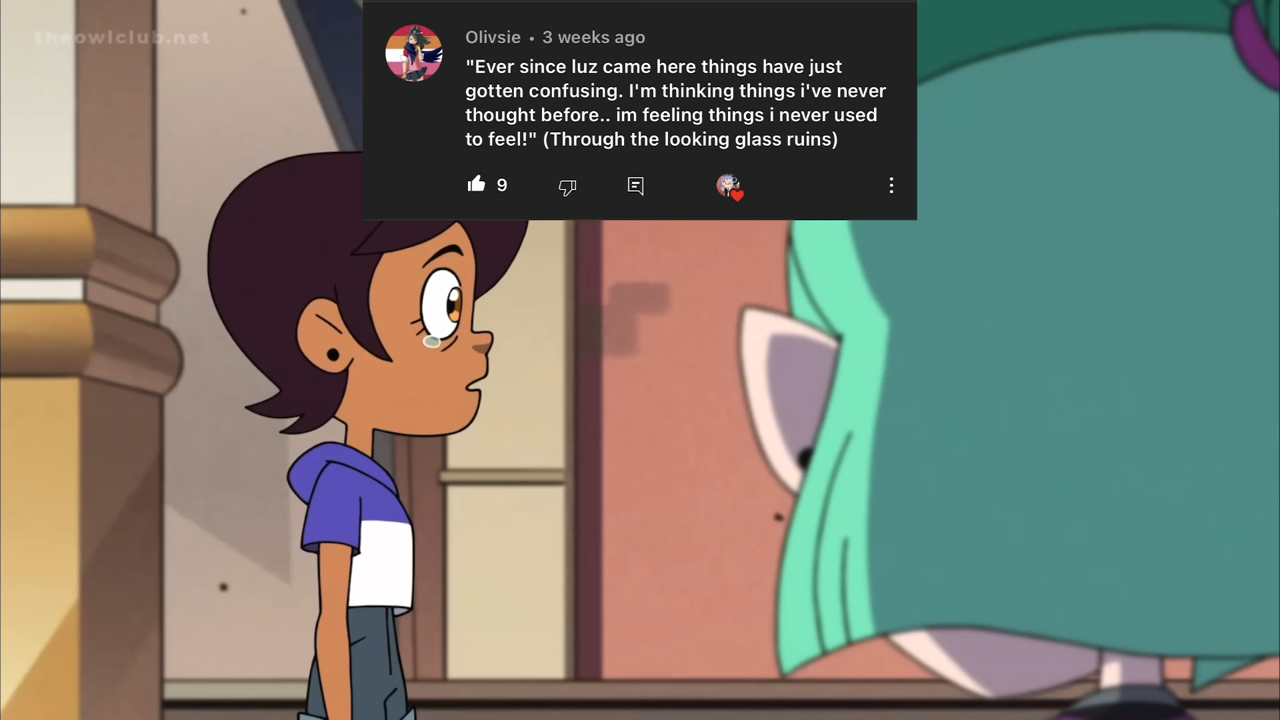 theowlclub.net
Olivsie • 3 weeks ago
"Ever since luz came here things have just
gotten confusing. I'm thinking things i've never
thought before.. im feeling things i never used
to feel!" (Through the looking glass ruins)
9